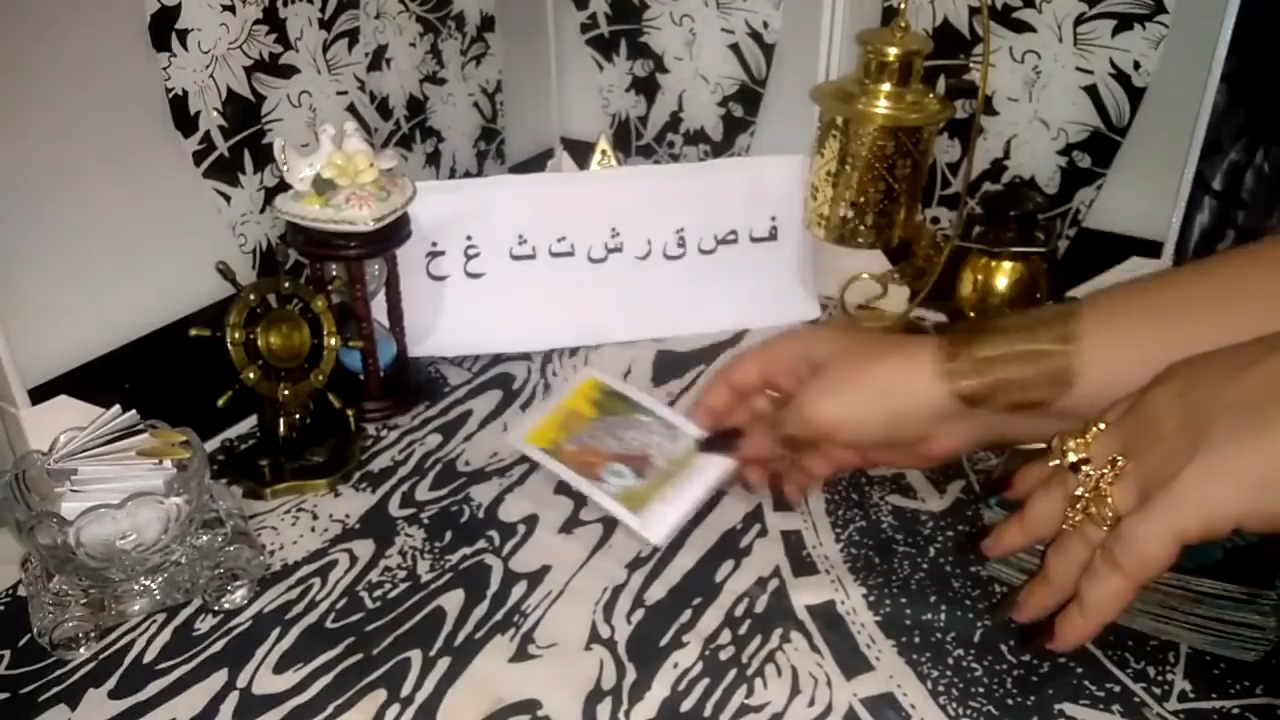 ف ص ق ر ش ت ث غ خ